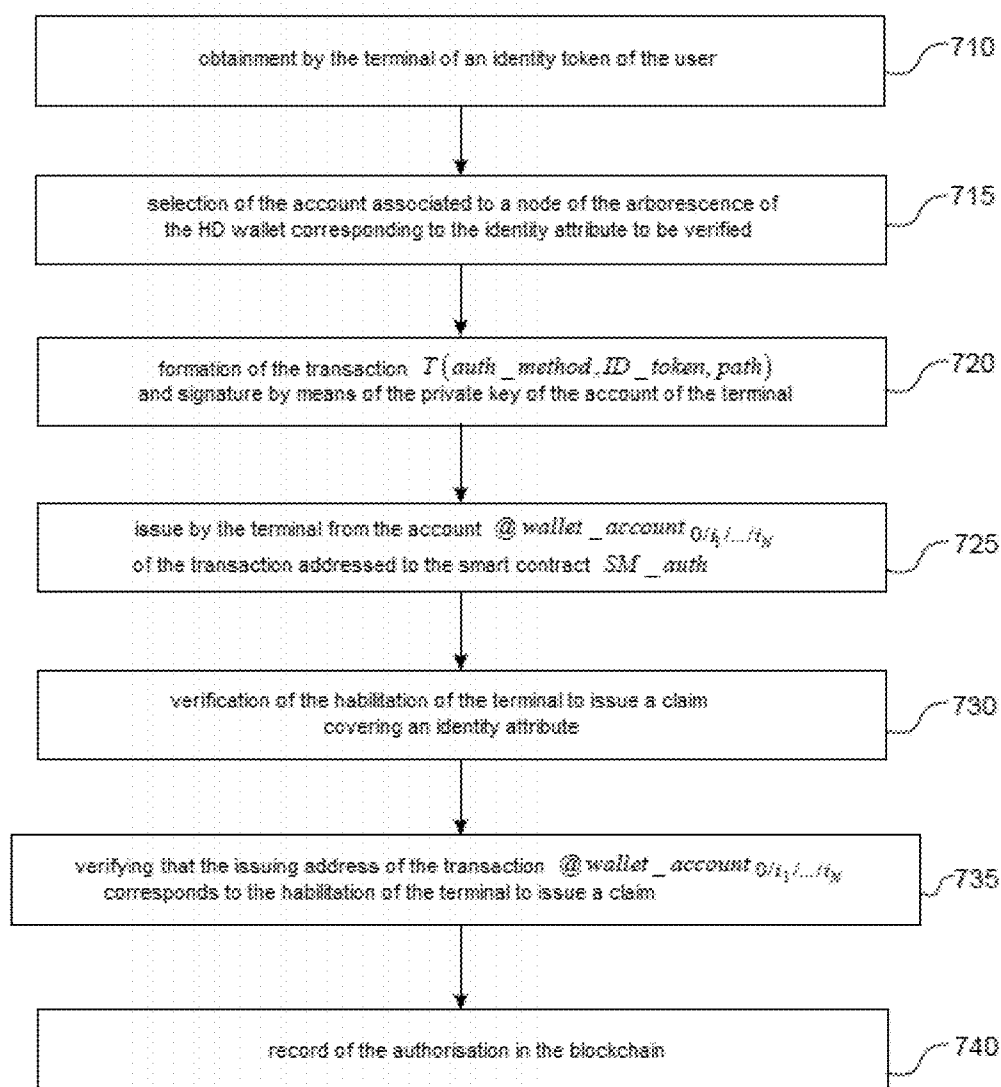 obtainment by the terminal of an identity token of the user
710
selection of the account associated to a node of the arborescence of
the HD wallet corresponding to the identity attribute to be verified
715
formation of the transaction T(auth_method,ID_token,path)
and signature by means of the private key of the account of the terminal
720
issue by the terminal from the account @wallet_account 0/i1/.../iN
of the transaction addressed to the smart contract SM_auth
725
verification of the habilitation of the terminal to issue a claim
covering an identity attribute
730
verifying that the issuing address of the transaction @wallet_account 0/i1/.../iN
corresponds to the habilitation of the terminal to issue a claim
735
record of the authorisation in the blockchain
740